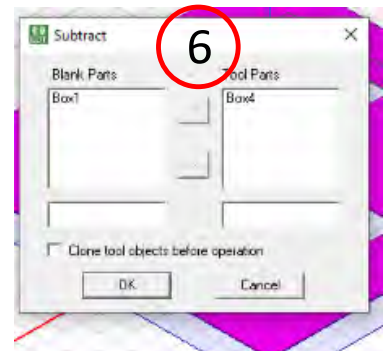 Subtract
6
Blank Parts Tool Parts
Box1 Box4
Clone tool objects before operation
OK Cancel